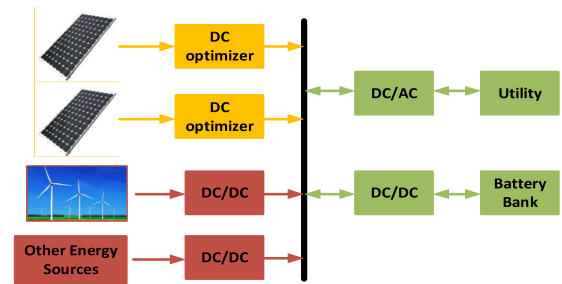 DC
optimizer
DC/AC
Utility
DC
optimizer
DC/DC
DC/DC
Battery
Bank
Other Energy
Sources
DC/DC